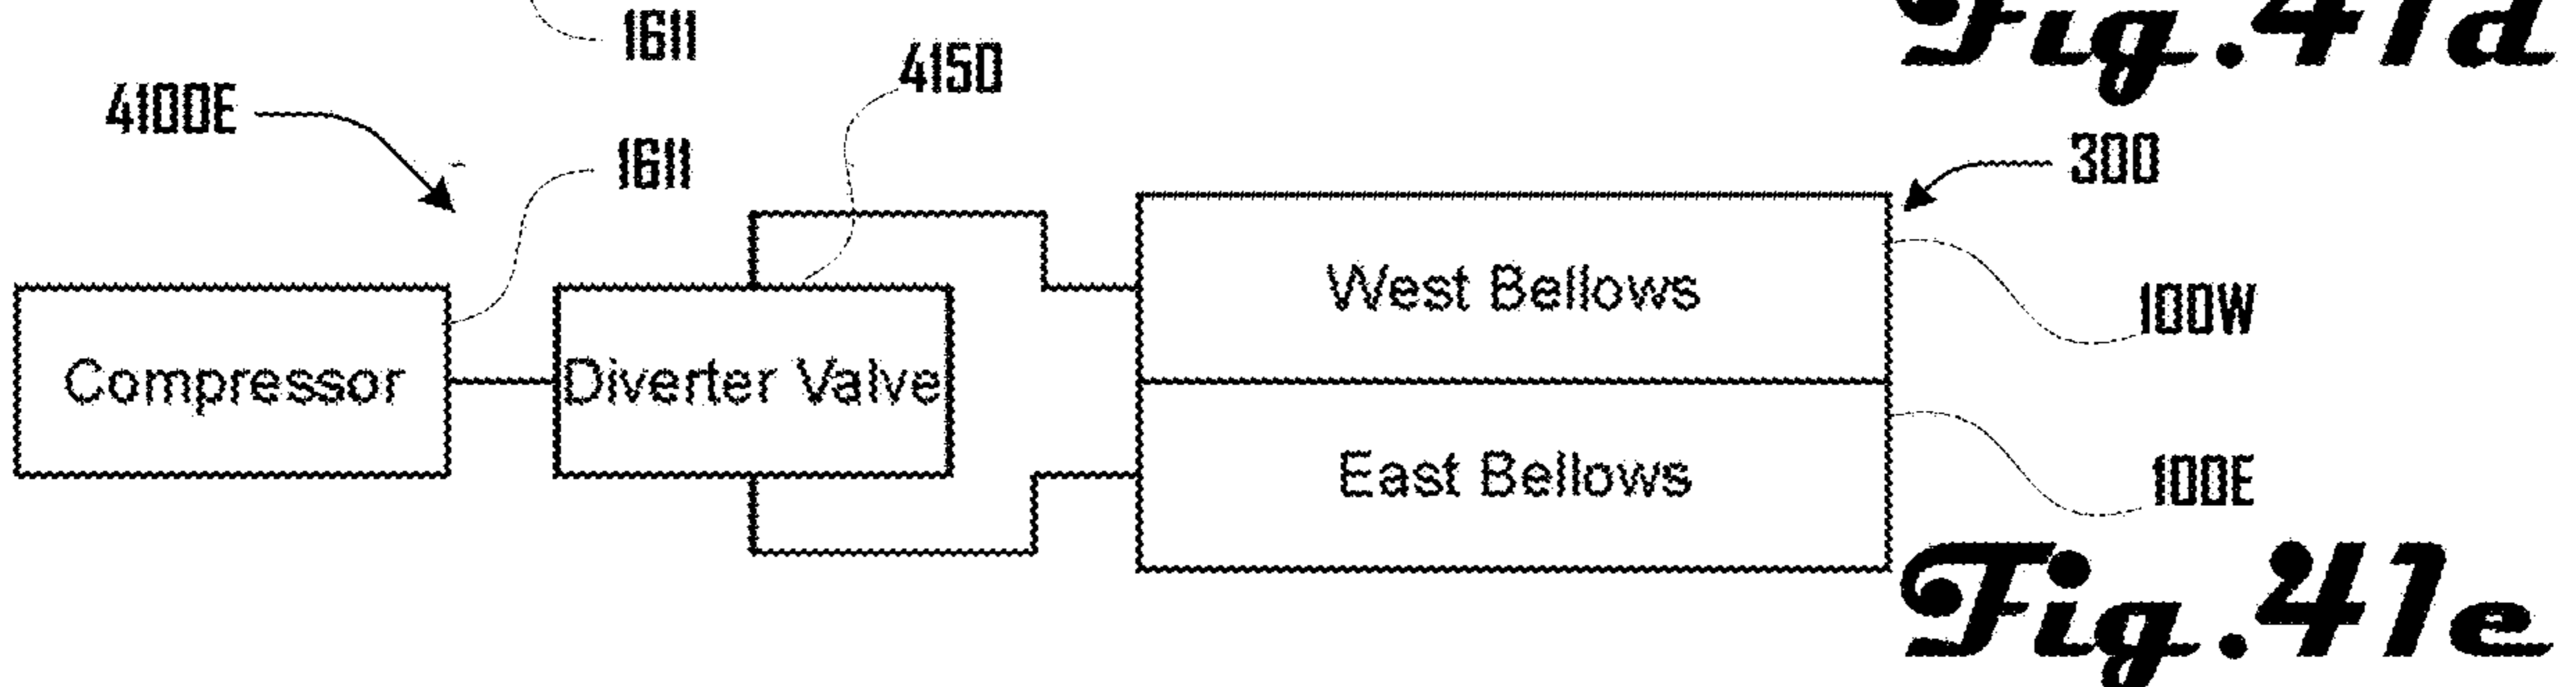 1611
Fig.41d
4150
4100E
1611
300
West Bellows
100W
Compressor
Diverter Valve
East Bellows
100E
Fig.41e